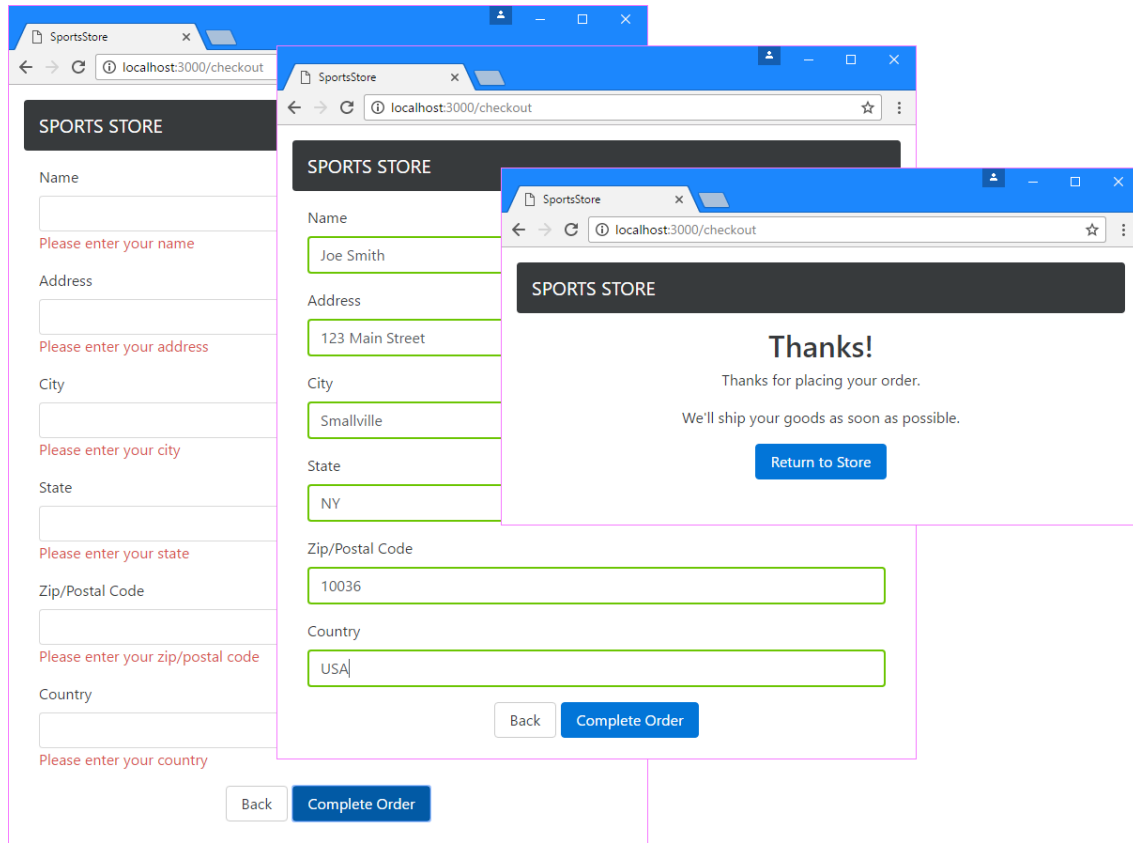 SportsStore
localhost:3000/checkout
SPORTS STORE
Name
Please enter your name
Address
Please enter your address
City
Please enter your city
State
Please enter your state
Zip/Postal Code
Please enter your zip/postal code
Country
Please enter your country
Back
Complete Order
SportsStore
localhost:3000/checkout
SPORTS STORE
Name
Joe Smith
Address
123 Main Street
City
Smallville
State
NY
Zip/Postal Code
10036
Country
USA
Back
Complete Order
SportsStore
localhost:3000/checkout
SPORTS STORE
Thanks!
Thanks for placing your order.
We'll ship your goods as soon as possible.
Return to Store